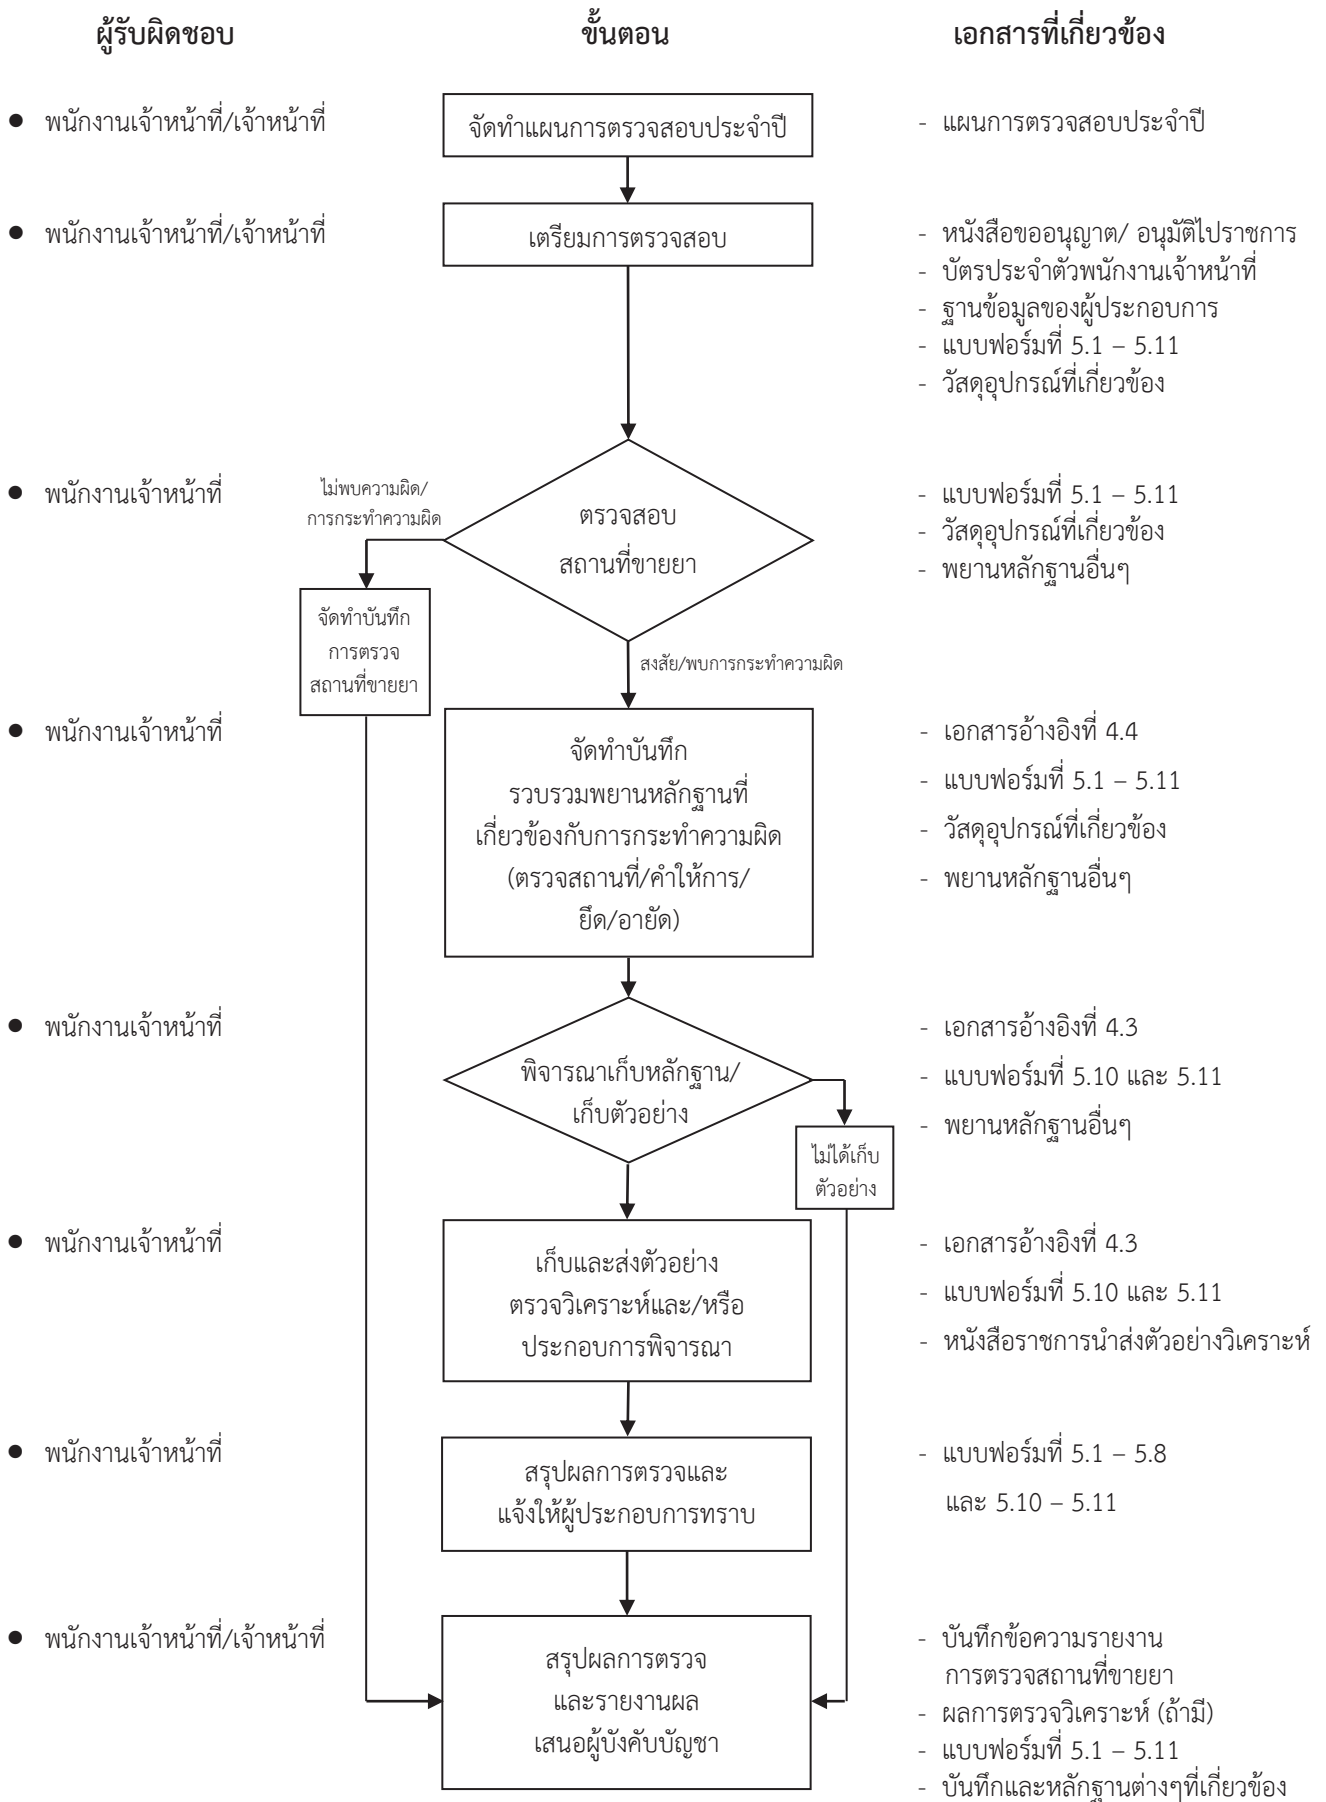 ผู้รับผิดชอบ
ขั้นตอน
เอกสารที่เกี่ยวข้อง
● พนักงานเจ้าหน้าที่/เจ้าหน้าที่
จัดทำแผนการตรวจสอบประจำปี
- แผนการตรวจสอบประจำปี
● พนักงานเจ้าหน้าที่/เจ้าหน้าที่
เตรียมการตรวจสอบ
- หนังสือขออนุญาต/ อนุมัติไปราชการ
- บัตรประจำตัวพนักงานเจ้าหน้าที่
- ฐานข้อมูลของผู้ประกอบการ
- แบบฟอร์มที่ 5.1 – 5.11
- วัสดุอุปกรณ์ที่เกี่ยวข้อง
● พนักงานเจ้าหน้าที่
ไม่พบความผิด/
การกระทำความผิด
ตรวจสอบ
สถานที่ขายยา
- แบบฟอร์มที่ 5.1 – 5.11
- วัสดุอุปกรณ์ที่เกี่ยวข้อง
- พยานหลักฐานอื่นๆ
จัดทำบันทึก
การตรวจ
สถานที่ขายยา
สงสัย/พบการกระทำความผิด
● พนักงานเจ้าหน้าที่
จัดทำบันทึก
รวบรวมพยานหลักฐานที่
เกี่ยวข้องกับการกระทำความผิด
(ตรวจสถานที่/คำให้การ/
ยึด/อายัด)
- เอกสารอ้างอิงที่ 4.4
- แบบฟอร์มที่ 5.1 – 5.11
- วัสดุอุปกรณ์ที่เกี่ยวข้อง
- พยานหลักฐานอื่นๆ
● พนักงานเจ้าหน้าที่
พิจารณาเก็บหลักฐาน/
เก็บตัวอย่าง
- เอกสารอ้างอิงที่ 4.3
- แบบฟอร์มที่ 5.10 และ 5.11
- พยานหลักฐานอื่นๆ
ไม่ได้เก็บ
ตัวอย่าง
● พนักงานเจ้าหน้าที่
เก็บและส่งตัวอย่าง
ตรวจวิเคราะห์และ/หรือ
ประกอบการพิจารณา
- เอกสารอ้างอิงที่ 4.3
- แบบฟอร์มที่ 5.10 และ 5.11
- หนังสือราชการนำส่งตัวอย่างวิเคราะห์
● พนักงานเจ้าหน้าที่
สรุปผลการตรวจและ
แจ้งให้ผู้ประกอบการทราบ
- แบบฟอร์มที่ 5.1 – 5.8
และ 5.10 – 5.11
● พนักงานเจ้าหน้าที่/เจ้าหน้าที่
สรุปผลการตรวจ
และรายงานผล
เสนอผู้บังคับบัญชา
- บันทึกข้อความรายงาน
การตรวจสถานที่ขายยา
- ผลการตรวจวิเคราะห์ (ถ้ามี)
- แบบฟอร์มที่ 5.1 – 5.11
- บันทึกและหลักฐานต่างๆที่เกี่ยวข้อง